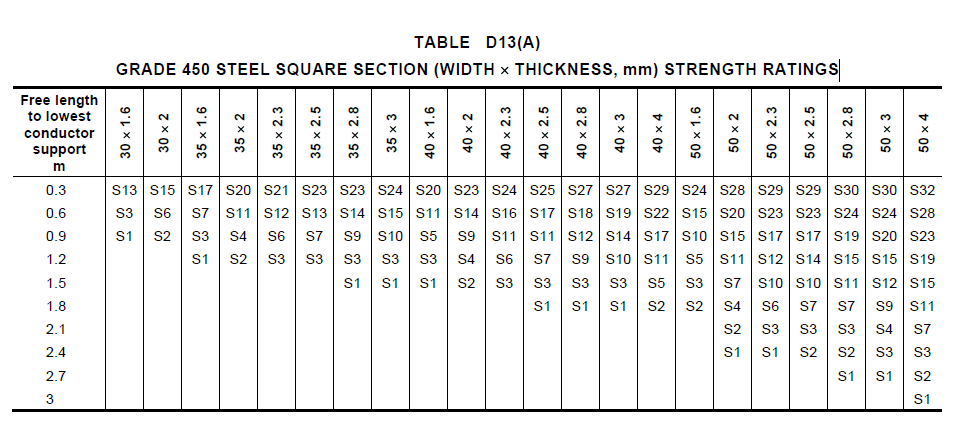 TABLE D13(A)
GRADE 450 STEEL SQUARE SECTION (WIDTH × THICKNESS, mm) STRENGTH RATINGS
Free length to lowest conductor support m 30 × 1.6 30 × 2 35 × 1.6 35 × 2 35 × 2.3 35 × 2.5 35 × 2.8 35 × 3 40 × 1.6 40 × 2 40 × 2.3 40 × 2.5 40 × 2.8 40 × 3 40 × 4 50 × 1.6 50 × 2 50 × 2.3 50 × 2.5 50 × 2.8 50 × 3 50 × 4
0.3 S13 S15 S17 S20 S21 S23 S23 S24 S20 S23 S24 S25 S27 S27 S29 S24 S28 S29 S29 S30 S30 S32
0.6 S3 S6 S7 S11 S12 S13 S14 S15 S11 S14 S16 S17 S18 S19 S22 S15 S20 S23 S23 S24 S24 S28
0.9 S1 S2 S3 S4 S6 S7 S9 S10 S5 S9 S11 S11 S12 S14 S17 S10 S15 S17 S17 S19 S20 S23
1.2 S1 S2 S3 S3 S3 S3 S3 S4 S6 S7 S9 S10 S11 S5 S11 S12 S14 S15 S15 S19
1.5 S1 S1 S1 S2 S3 S3 S3 S3 S5 S3 S7 S10 S10 S11 S12 S15
1.8 S1 S1 S1 S2 S2 S4 S6 S7 S7 S9 S11
2.1 S2 S3 S3 S3 S4 S7
2.4 S1 S1 S2 S2 S3 S3
2.7 S1 S1 S2
3 S1